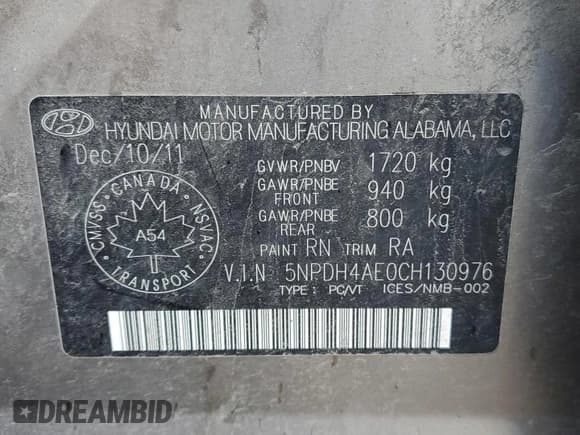 MANUFACTURED BY
HYUNDAI MOTOR MANUFACTURING ALABAMA, LLC
Dec/10/11
GVWR/PNBV 1720 kg
GAWR/PNBE FRONT 940 kg
GAWR/PNBE REAR 800 kg
PAINT RN TRIM RA
V.I.N 5NPDH4AE0CH130976
TYPE: PC/VT ICES/NMB-002
CANADA
CMVSS
NSVAC
A54
TRANSPORT
DREAMBID